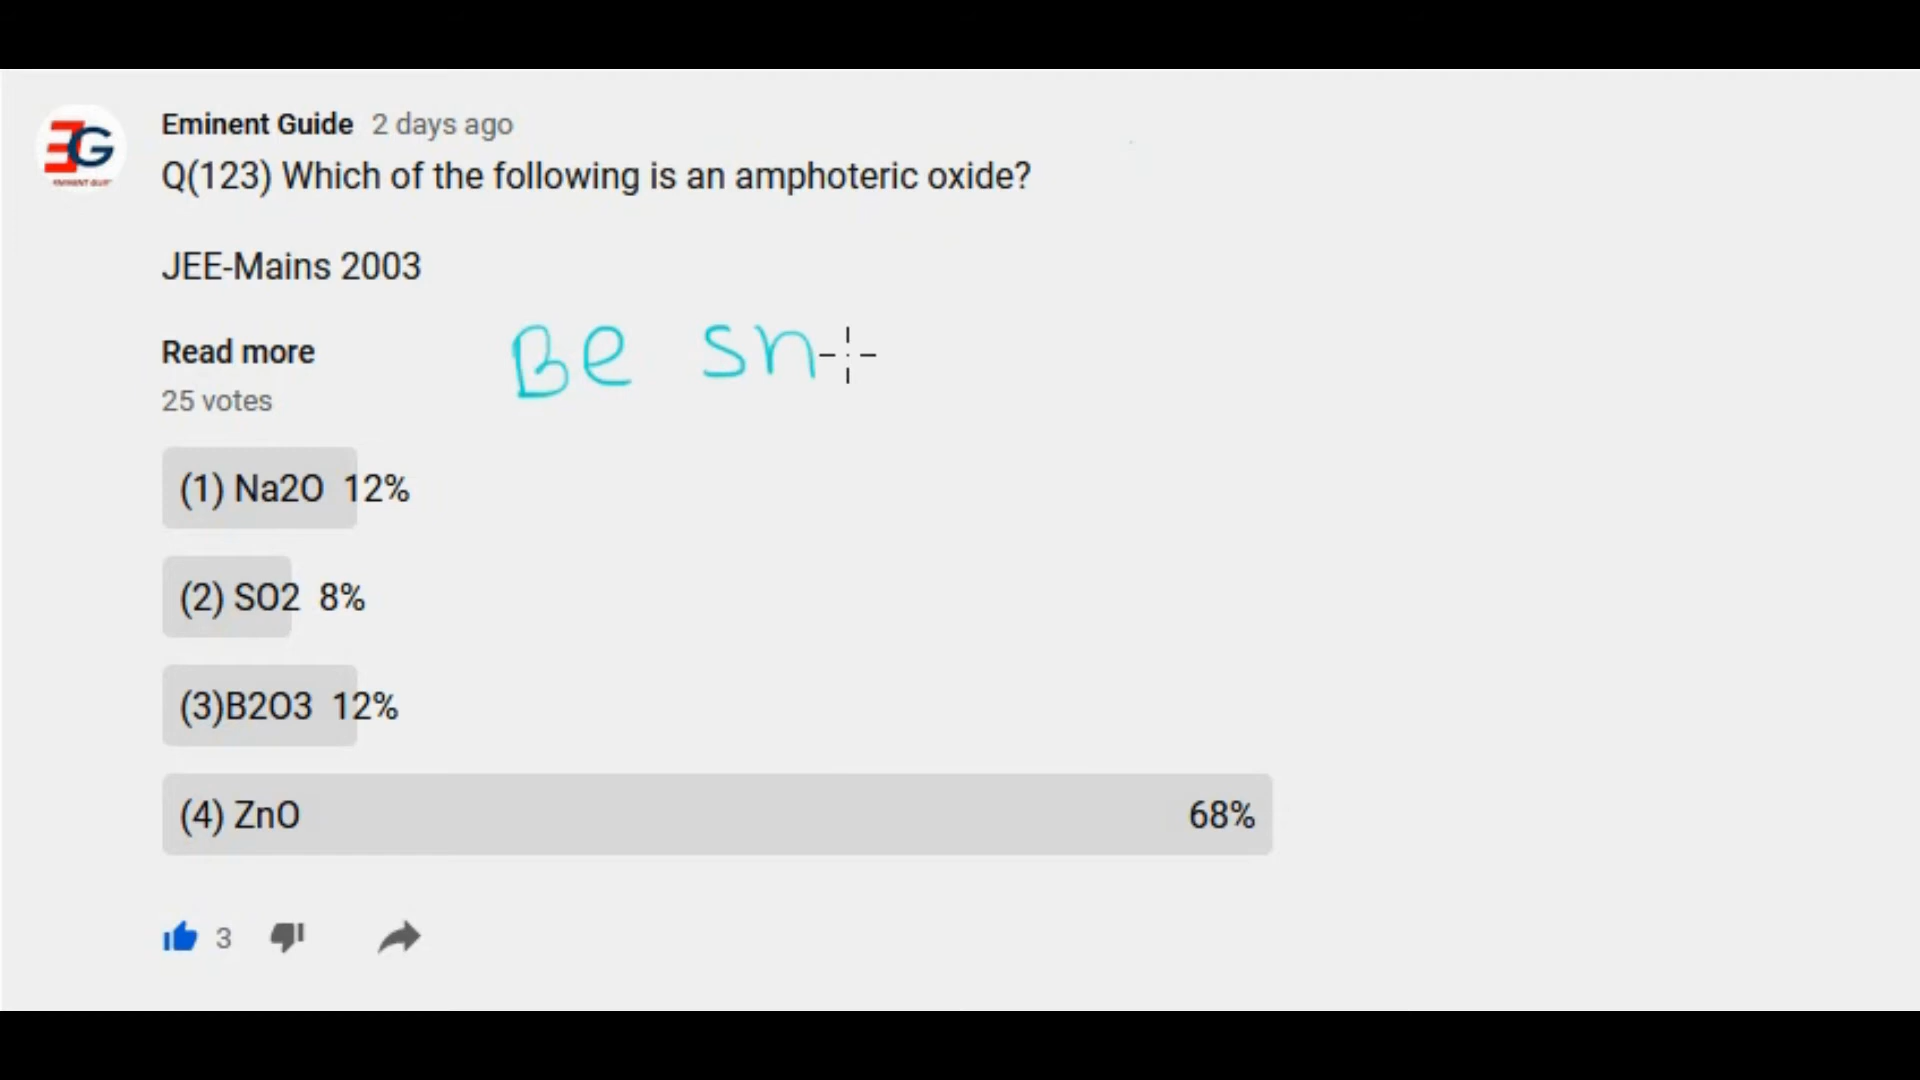 Eminent Guide 2 days ago
Q(123) Which of the following is an amphoteric oxide?
JEE-Mains 2003
Be Sn
Read more
25 votes
(1) Na2O 12%
(2) SO2 8%
(3)B2O3 12%
(4) ZnO 68%
3